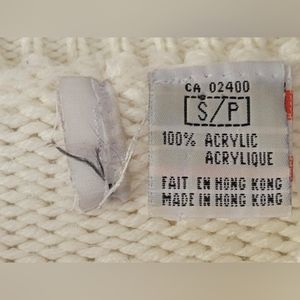 CA 02400
S/P
100% ACRYLIC
ACRYLIQUE
FAIT EN HONG KONG
MADE IN HONG KONG